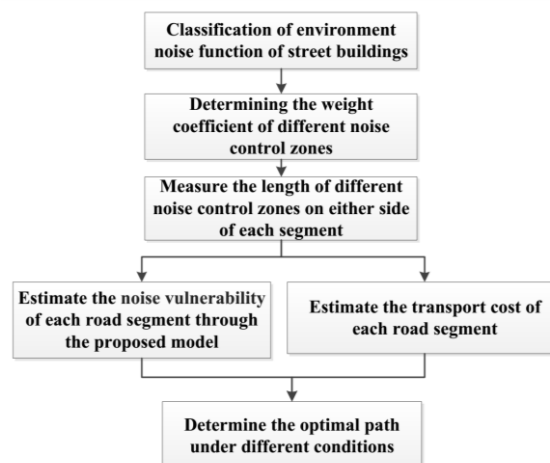 Classification of environment
noise function of street buildings
Determining the weight
coefficient of different noise
control zones
Measure the length of different
noise control zones on either side
of each segment
Estimate the noise vulnerability
of each road segment through
the proposed model
Estimate the transport cost of
each road segment
Determine the optimal path
under different conditions